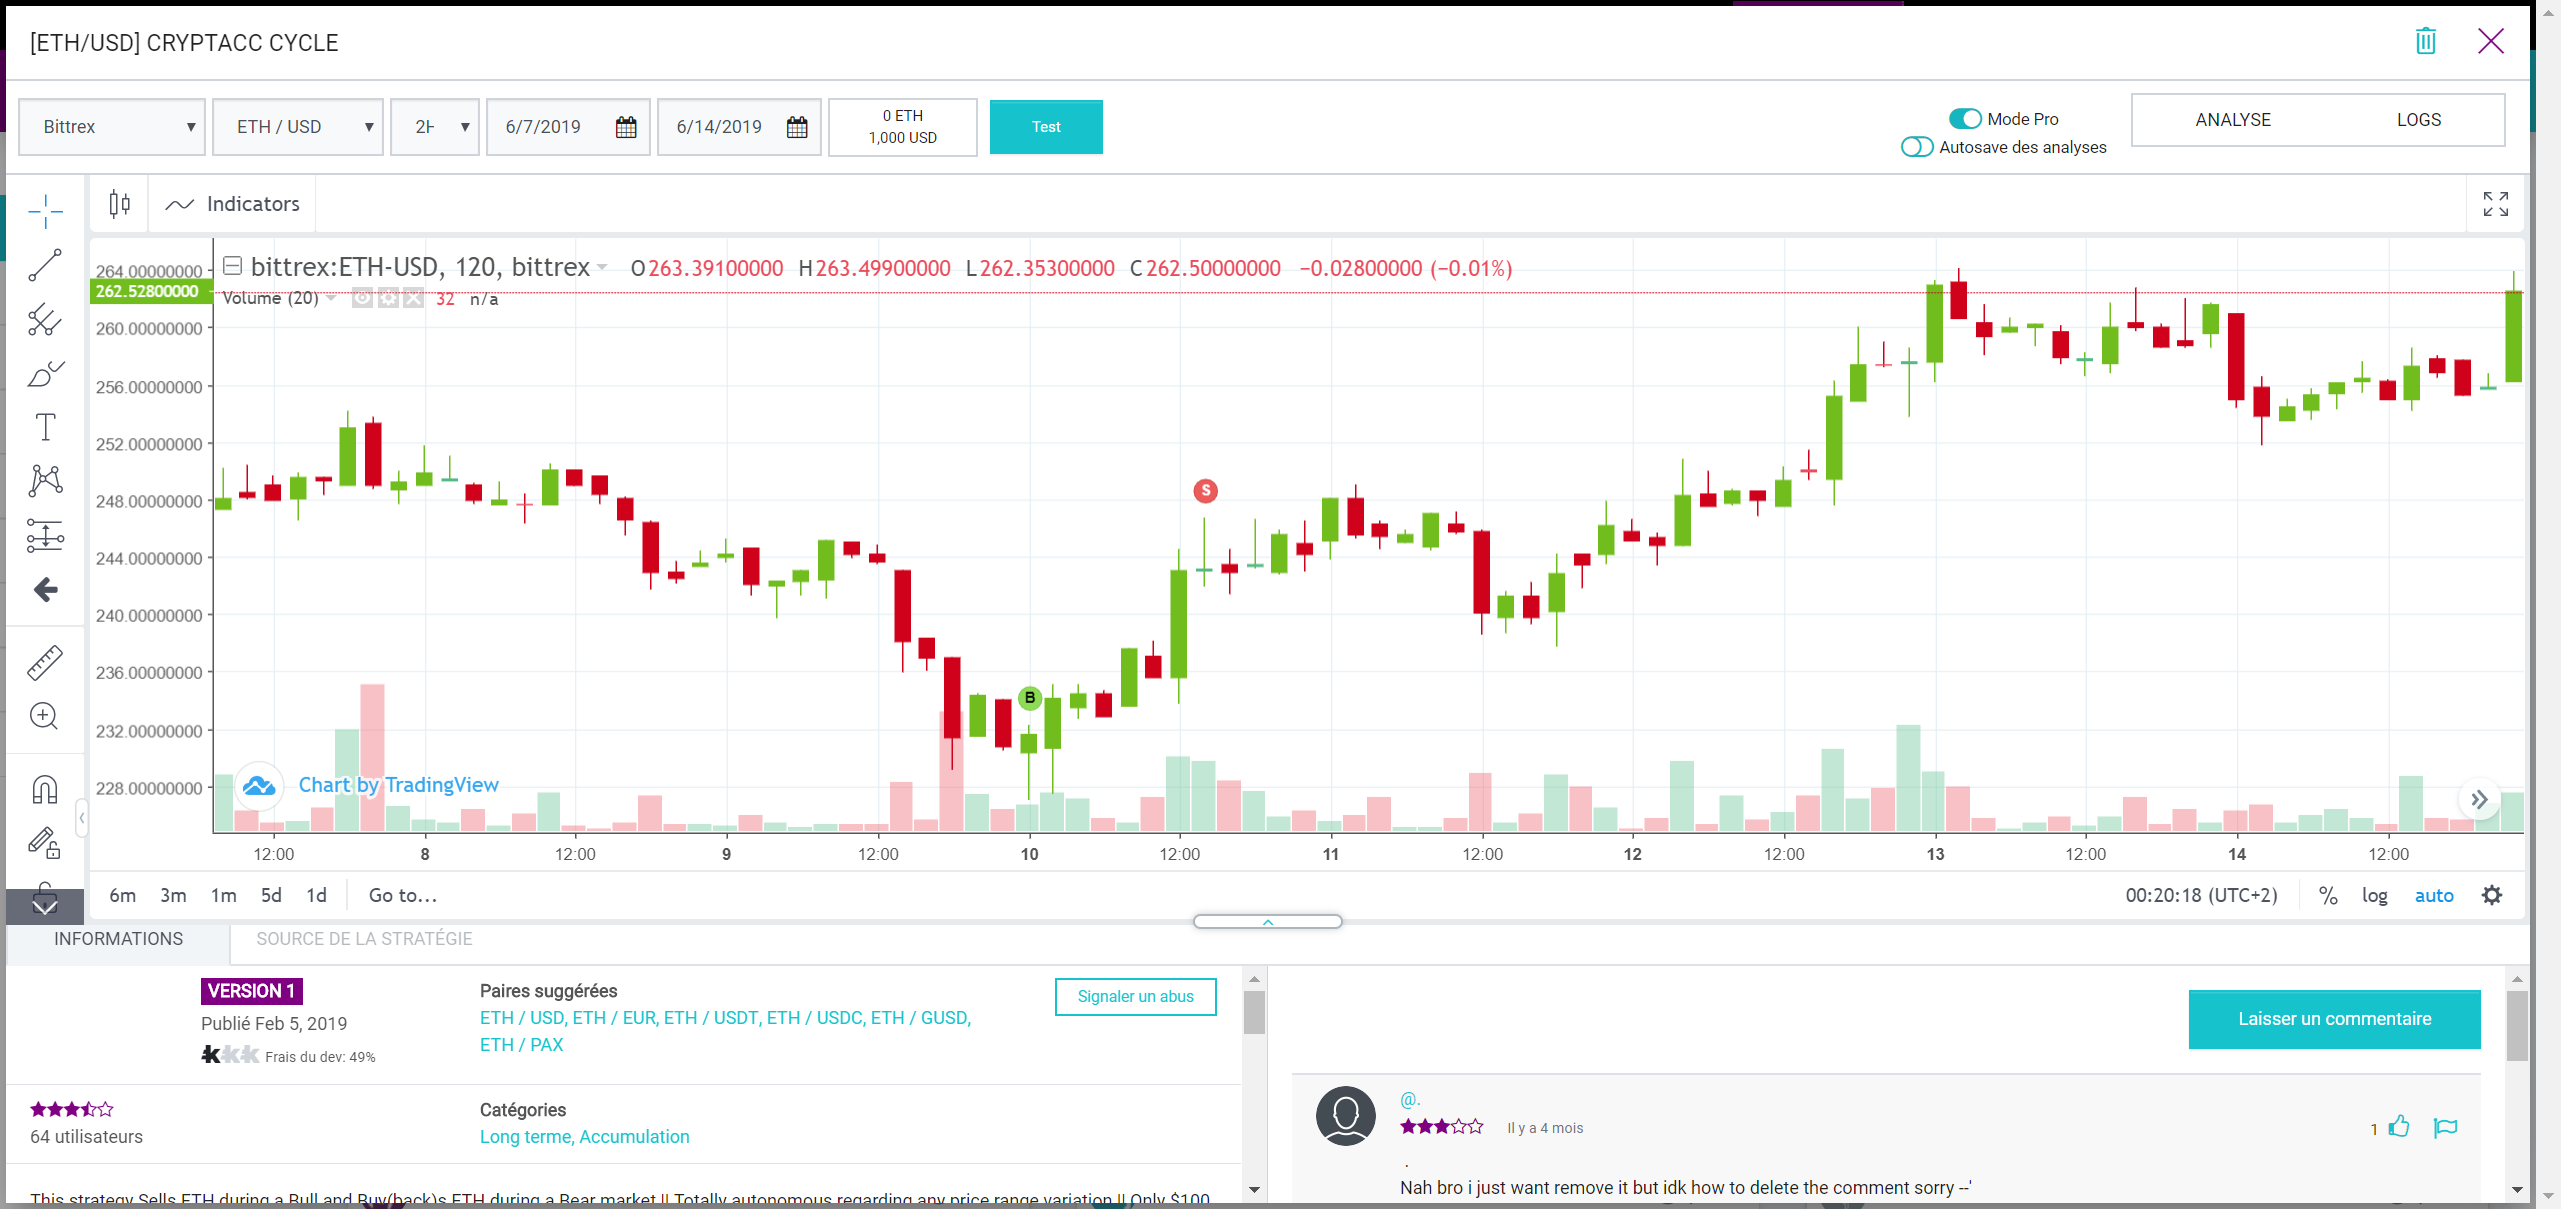 [ETH/USD] CRYPTACC CYCLE
Bittrex
ETH / USD
2H
6/7/2019
6/14/2019
0 ETH
1,000 USD
Test
Mode Pro
Autosave des analyses
ANALYSE
LOGS
Indicators
bittrex:ETH-USD, 120, bittrex O263.39100000 H263.49900000 L262.35300000 C262.50000000 −0.02800000 (−0.01%)
Volume (20) 32 n/a
264.00000000
262.52800000
260.00000000
256.00000000
252.00000000
248.00000000
244.00000000
240.00000000
236.00000000
232.00000000
228.00000000
S
B
Chart by TradingView
12:00 8 12:00 9 12:00 10 12:00 11 12:00 12 12:00 13 12:00 14 12:00
6m 3m 1m 5d 1d Go to...
00:20:18 (UTC+2) % log auto
INFORMATIONS
SOURCE DE LA STRATÉGIE
VERSION 1
Publié Feb 5, 2019
Frais du dev: 49%
Paires suggérées
ETH / USD, ETH / EUR, ETH / USDT, ETH / USDC, ETH / GUSD,
ETH / PAX
Signaler un abus
64 utilisateurs
Catégories
Long terme, Accumulation
This strategy Sells ETH during a Bull and Buy(back)s ETH during a Bear market !! Totally autonomous regarding any price range variation !! Only $100
Laisser un commentaire
@.
Il y a 4 mois
1
.
Nah bro i just want remove it but idk how to delete the comment sorry --'